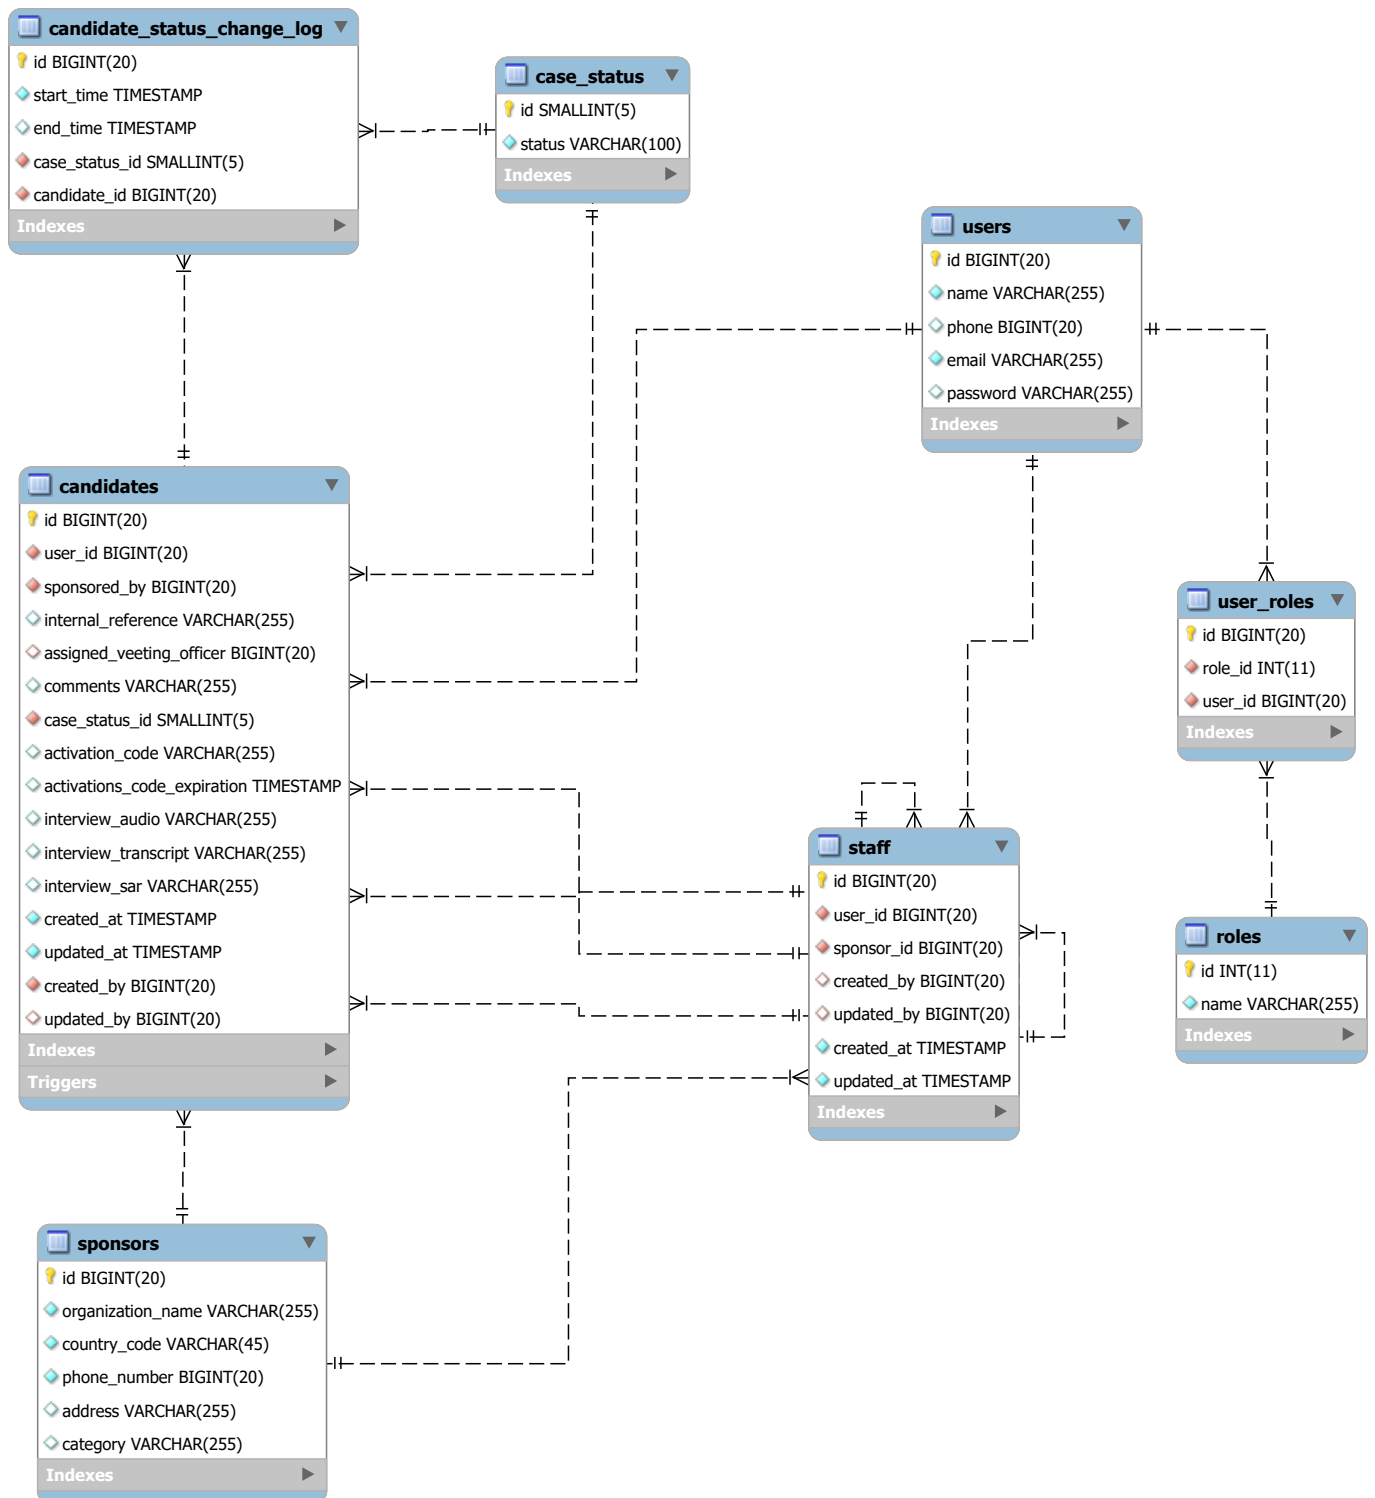 candidate_status_change_log
id BIGINT(20)
start_time TIMESTAMP
end_time TIMESTAMP
case_status_id SMALLINT(5)
candidate_id BIGINT(20)
Indexes
case_status
id SMALLINT(5)
status VARCHAR(100)
Indexes
users
id BIGINT(20)
name VARCHAR(255)
phone BIGINT(20)
email VARCHAR(255)
password VARCHAR(255)
Indexes
candidates
id BIGINT(20)
user_id BIGINT(20)
sponsored_by BIGINT(20)
internal_reference VARCHAR(255)
assigned_veeting_officer BIGINT(20)
comments VARCHAR(255)
case_status_id SMALLINT(5)
activation_code VARCHAR(255)
activations_code_expiration TIMESTAMP
interview_audio VARCHAR(255)
interview_transcript VARCHAR(255)
interview_sar VARCHAR(255)
created_at TIMESTAMP
updated_at TIMESTAMP
created_by BIGINT(20)
updated_by BIGINT(20)
Indexes
Triggers
user_roles
id BIGINT(20)
role_id INT(11)
user_id BIGINT(20)
Indexes
staff
id BIGINT(20)
user_id BIGINT(20)
sponsor_id BIGINT(20)
created_by BIGINT(20)
updated_by BIGINT(20)
created_at TIMESTAMP
updated_at TIMESTAMP
Indexes
roles
id INT(11)
name VARCHAR(255)
Indexes
sponsors
id BIGINT(20)
organization_name VARCHAR(255)
country_code VARCHAR(45)
phone_number BIGINT(20)
address VARCHAR(255)
category VARCHAR(255)
Indexes